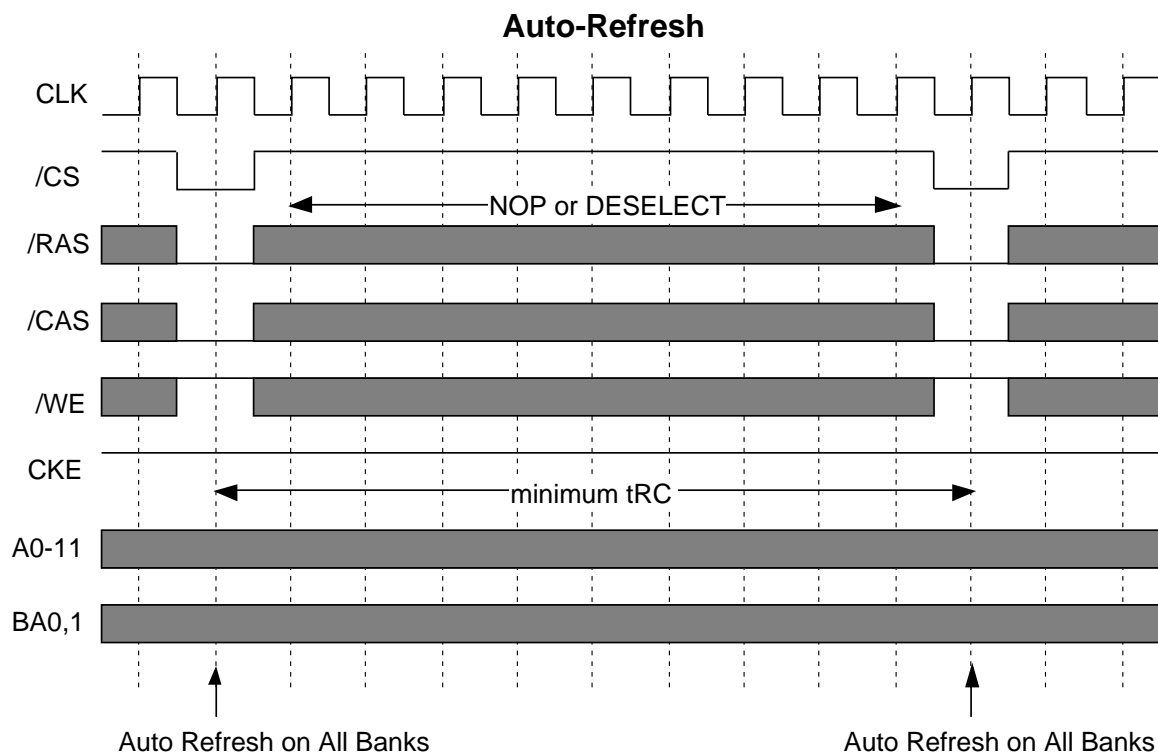 Auto-Refresh
CLK
/CS
NOP or DESELECT
/RAS
/CAS
/WE
CKE
minimum tRC
A0-11
BA0,1
Auto Refresh on All Banks
Auto Refresh on All Banks